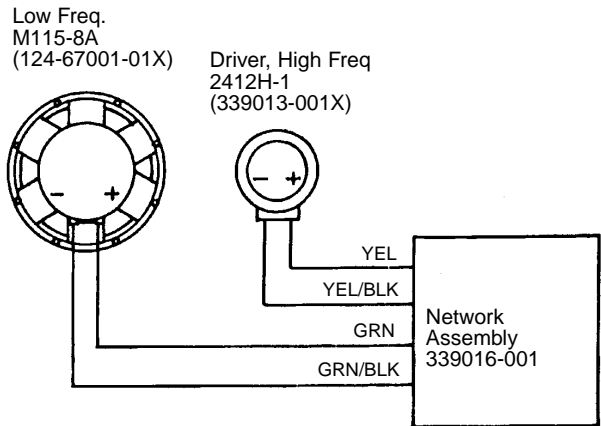 Low Freq.
M115-8A
(124-67001-01X)
Driver, High Freq
2412H-1
(339013-001X)
− +
− +
YEL
YEL/BLK
GRN
GRN/BLK
Network
Assembly
339016-001